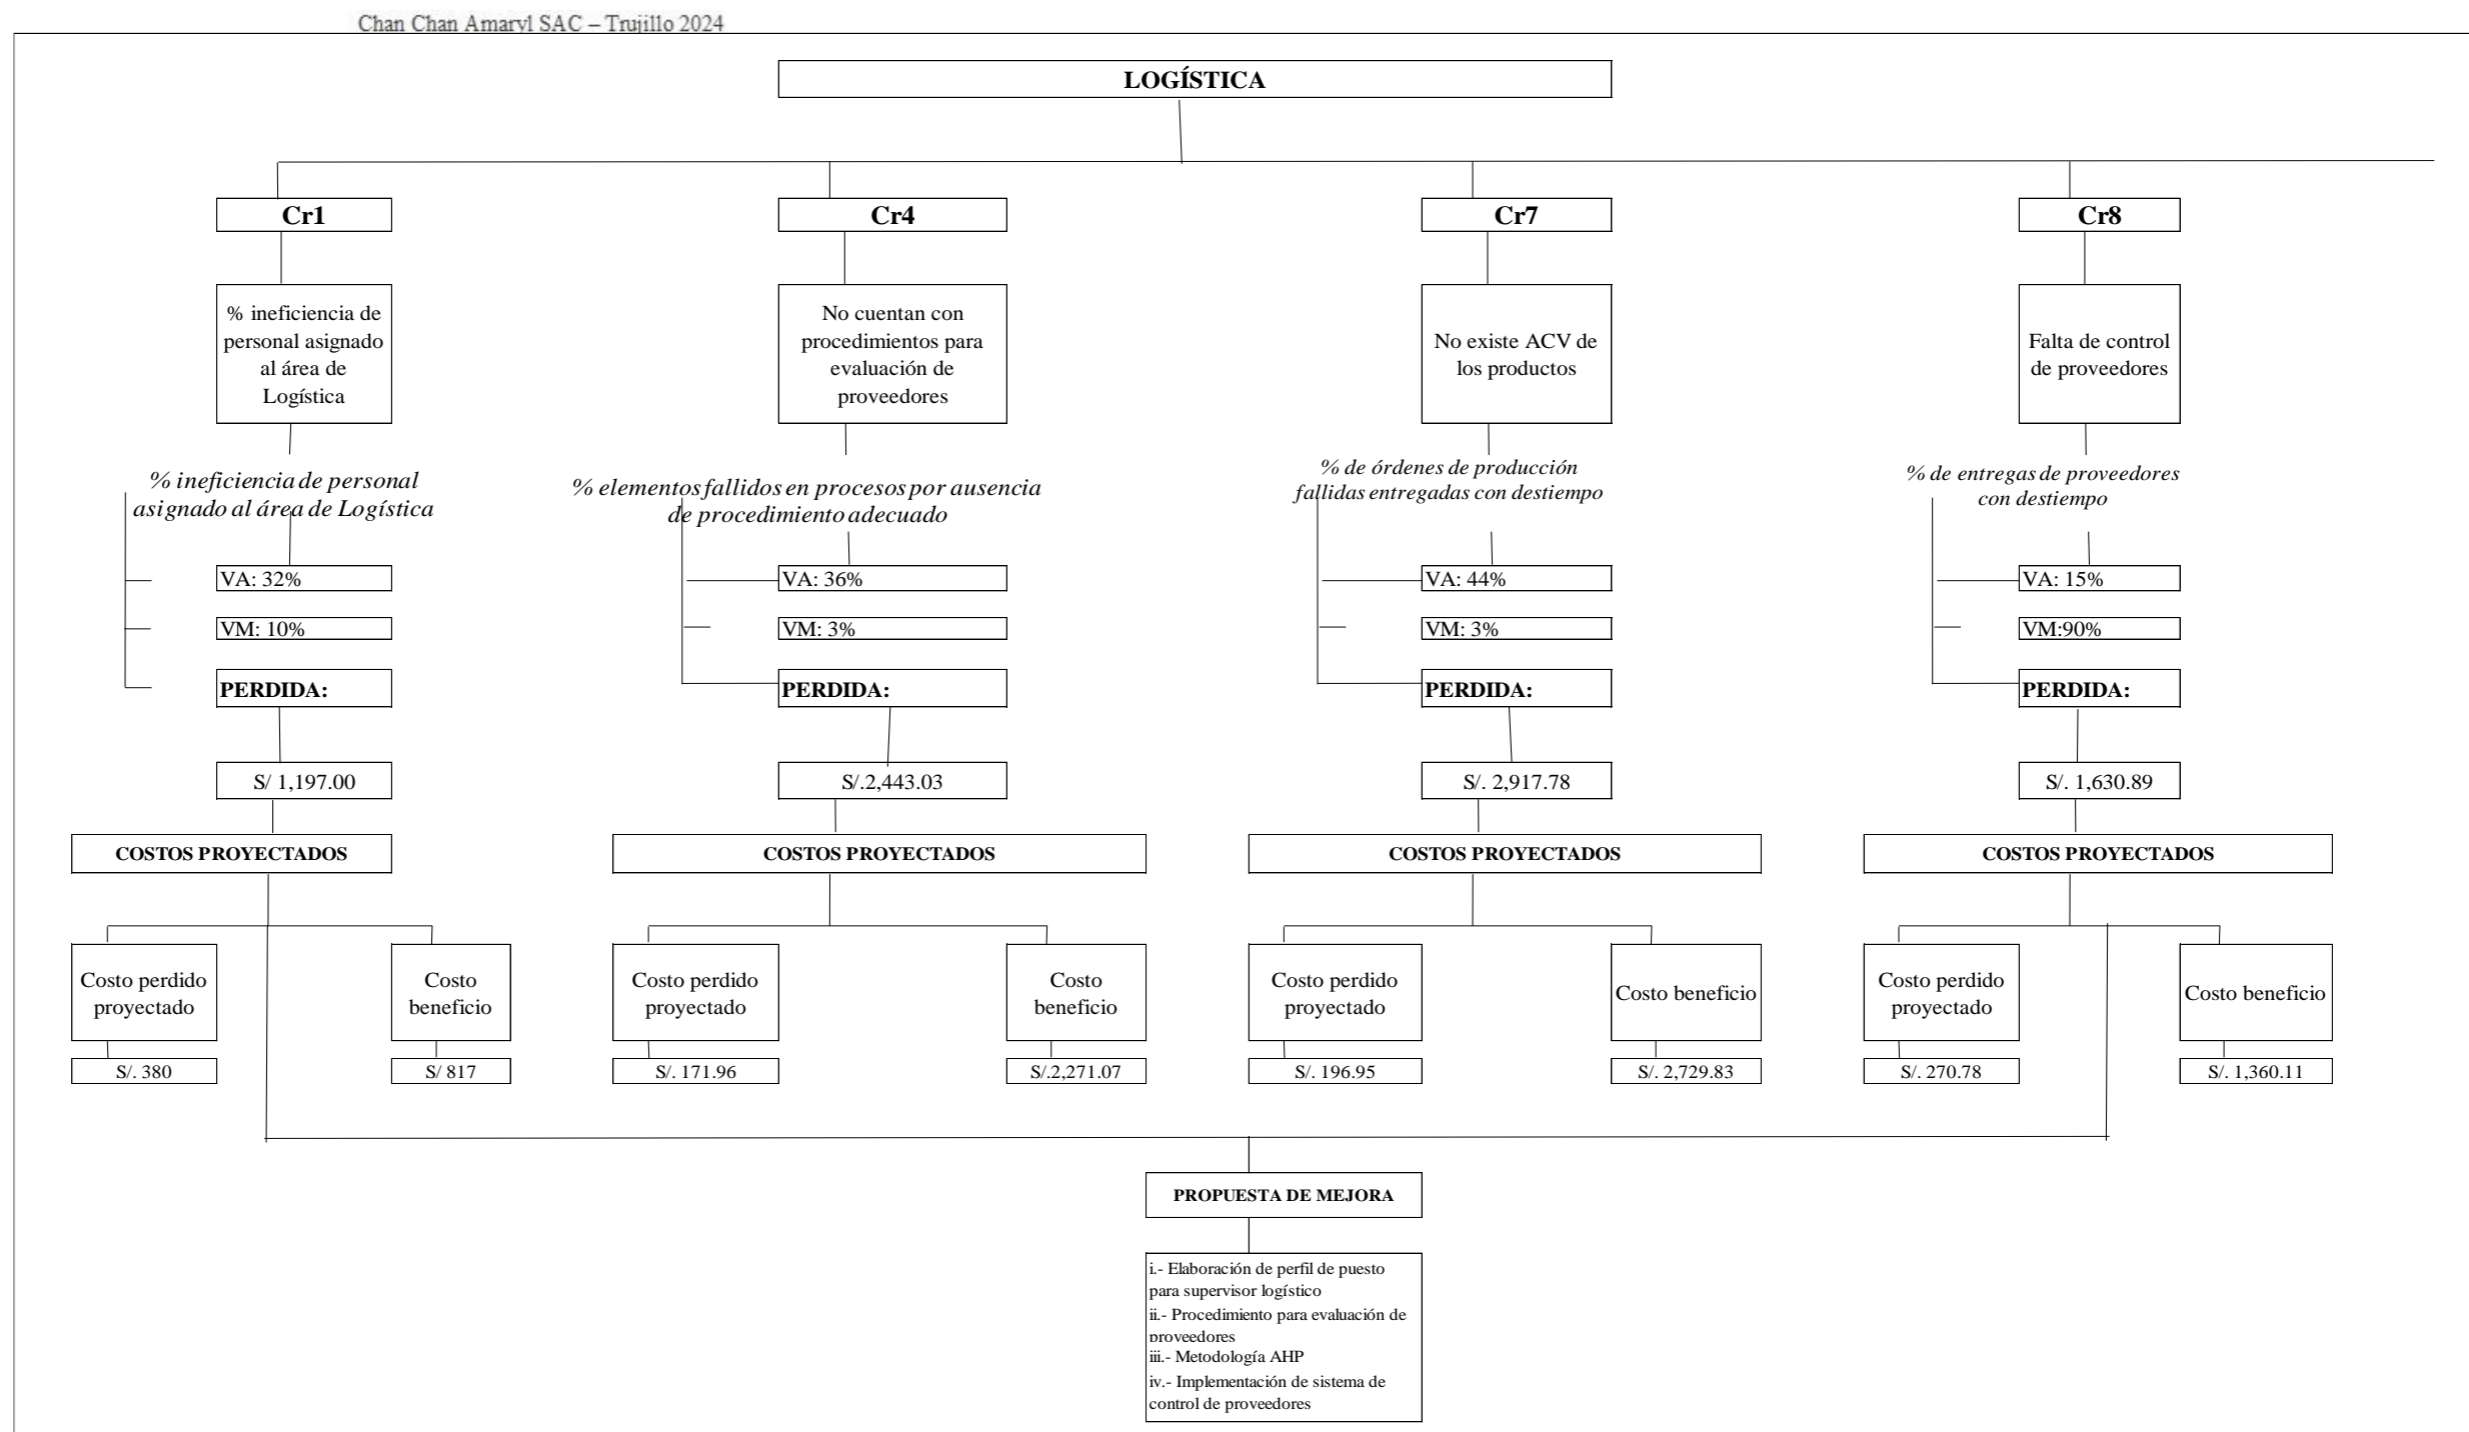 Chan Chan Amaryl SAC – Trujillo 2024
LOGÍSTICA
Cr1
% ineficiencia de
personal asignado
al área de
Logística
% ineficiencia de personal
asignado al área de Logística
VA: 32%
VM: 10%
PERDIDA:
S/ 1,197.00
COSTOS PROYECTADOS
Costo perdido
proyectado
S/. 380
Costo
beneficio
S/ 817
Cr4
No cuentan con
procedimientos para
evaluación de
proveedores
% elementos fallidos en procesos por ausencia
de procedimiento adecuado
VA: 36%
VM: 3%
PERDIDA:
S/.2,443.03
COSTOS PROYECTADOS
Costo perdido
proyectado
S/. 171.96
Costo
beneficio
S/.2,271.07
Cr7
No existe ACV de
los productos
% de órdenes de producción
fallidas entregadas con destiempo
VA: 44%
VM: 3%
PERDIDA:
S/. 2,917.78
COSTOS PROYECTADOS
Costo perdido
proyectado
S/. 196.95
Costo beneficio
S/. 2,729.83
Cr8
Falta de control
de proveedores
% de entregas de proveedores
con destiempo
VA: 15%
VM:90%
PERDIDA:
S/. 1,630.89
COSTOS PROYECTADOS
Costo perdido
proyectado
S/. 270.78
Costo beneficio
S/. 1,360.11
PROPUESTA DE MEJORA
i.- Elaboración de perfil de puesto
para supervisor logístico
ii.- Procedimiento para evaluación de
proveedores
iii.- Metodología AHP
iv.- Implementación de sistema de
control de proveedores